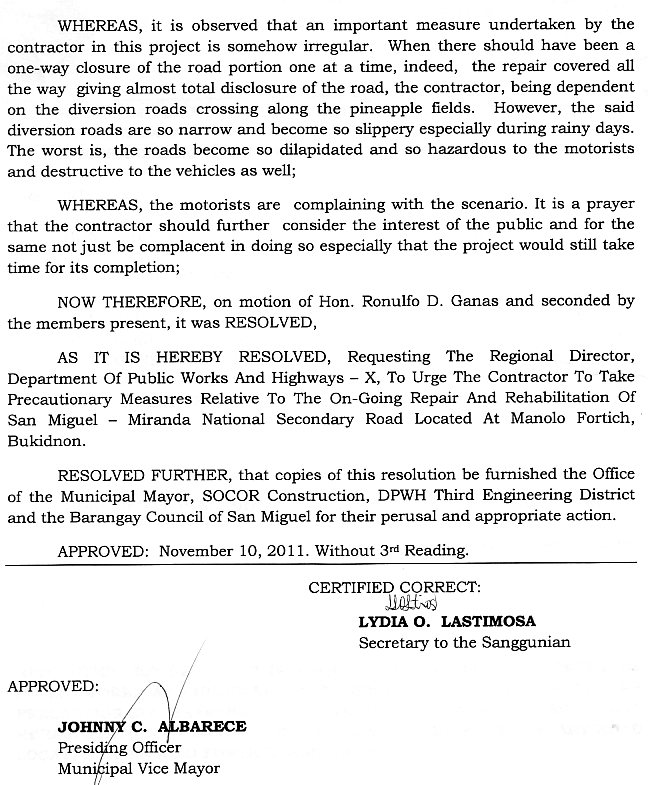 WHEREAS, it is observed that an important measure undertaken by the
contractor in this project is somehow irregular. When there should have been a
one-way closure of the road portion one at a time, indeed, the repair covered all
the way giving almost total disclosure of the road, the contractor, being dependent
on the diversion roads crossing along the pineapple fields. However, the said
diversion roads are so narrow and become so slippery especially during rainy days.
The worst is, the roads become so dilapidated and so hazardous to the motorists
and destructive to the vehicles as well;
WHEREAS, the motorists are complaining with the scenario. It is a prayer
that the contractor should further consider the interest of the public and for the
same not just be complacent in doing so especially that the project would still take
time for its completion;
NOW THEREFORE, on motion of Hon. Ronulfo D. Ganas and seconded by
the members present, it was RESOLVED,
AS IT IS HEREBY RESOLVED, Requesting The Regional Director,
Department Of Public Works And Highways – X, To Urge The Contractor To Take
Precautionary Measures Relative To The On-Going Repair And Rehabilitation Of
San Miguel – Miranda National Secondary Road Located At Manolo Fortich,
Bukidnon.
RESOLVED FURTHER, that copies of this resolution be furnished the Office
of the Municipal Mayor, SOCOR Construction, DPWH Third Engineering District
and the Barangay Council of San Miguel for their perusal and appropriate action.
APPROVED: November 10, 2011. Without 3rd Reading.
CERTIFIED CORRECT:
LYDIA O. LASTIMOSA
Secretary to the Sanggunian
APPROVED:
JOHNNY C. ALBARECE
Presiding Officer
Municipal Vice Mayor